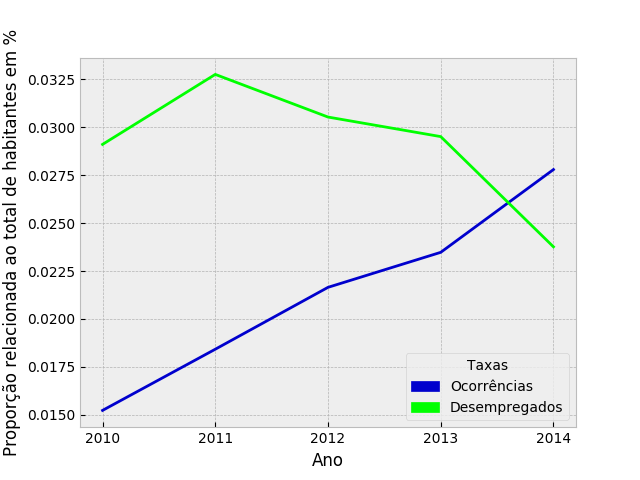 Proporção relacionada ao total de habitantes em %
0.0325
0.0300
0.0275
0.0250
0.0225
0.0200
0.0175
0.0150
2010 2011 2012 2013 2014
Ano
Taxas
Ocorrências
Desempregados